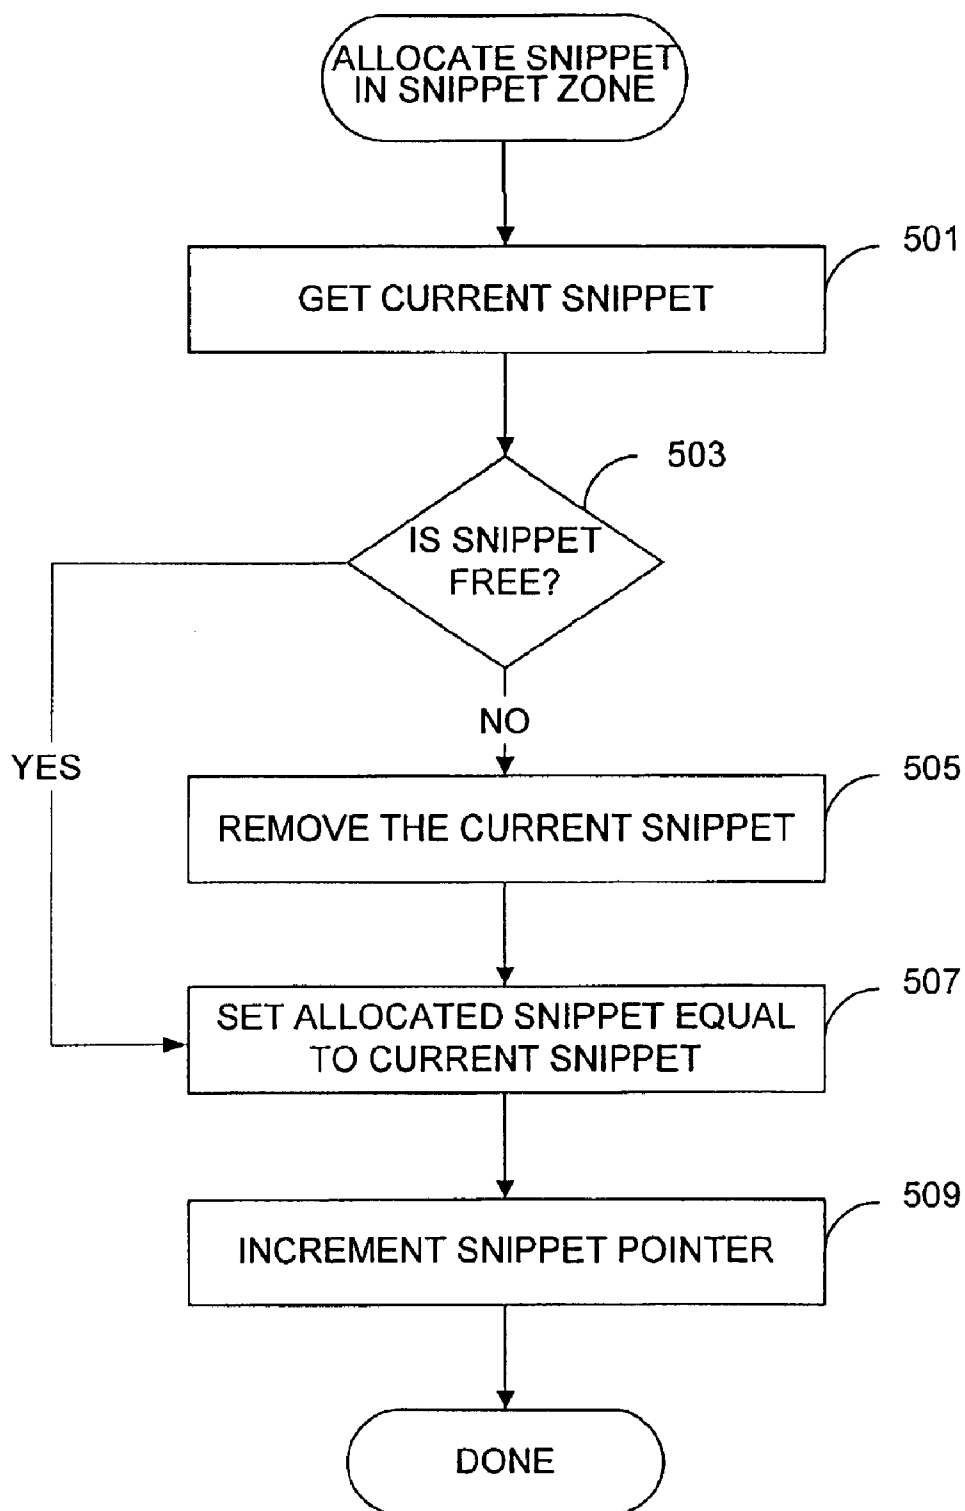 ALLOCATE SNIPPET
IN SNIPPET ZONE
501
GET CURRENT SNIPPET
503
IS SNIPPET
FREE?
NO
YES
505
REMOVE THE CURRENT SNIPPET
507
SET ALLOCATED SNIPPET EQUAL
TO CURRENT SNIPPET
509
INCREMENT SNIPPET POINTER
DONE